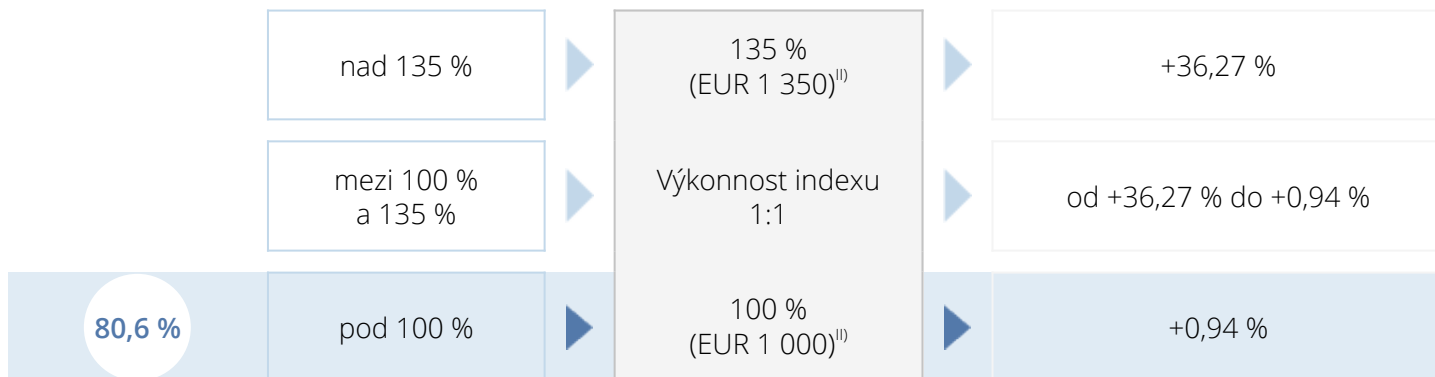 nad 135 %
135 %
(EUR 1 350)II)
+36,27 %
mezi 100 %
a 135 %
Výkonnost indexu
1:1
od +36,27 % do +0,94 %
80,6 %
pod 100 %
100 %
(EUR 1 000)II)
+0,94 %